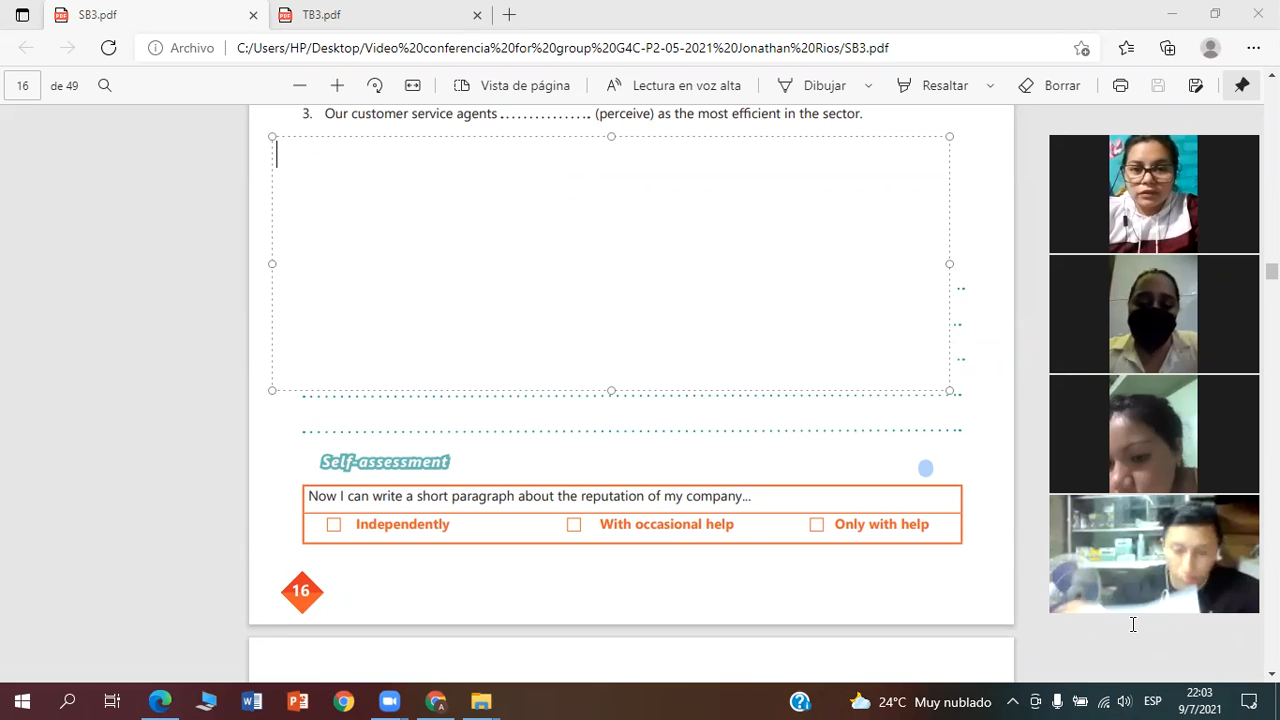 SB3.pdf
TB3.pdf
Archivo
C:/Users/HP/Desktop/Video%20conferencia%20for%20group%20G4C-P2-05-2021%20Jonathan%20Rios/SB3.pdf
16
de 49
Vista de página
Lectura en voz alta
Dibujar
Resaltar
Borrar
3. Our customer service agents ............... (perceive) as the most efficient in the sector.
Self-assessment
Now I can write a short paragraph about the reputation of my company...
Independently
With occasional help
Only with help
16
24°C Muy nublado
ESP
22:03
9/7/2021